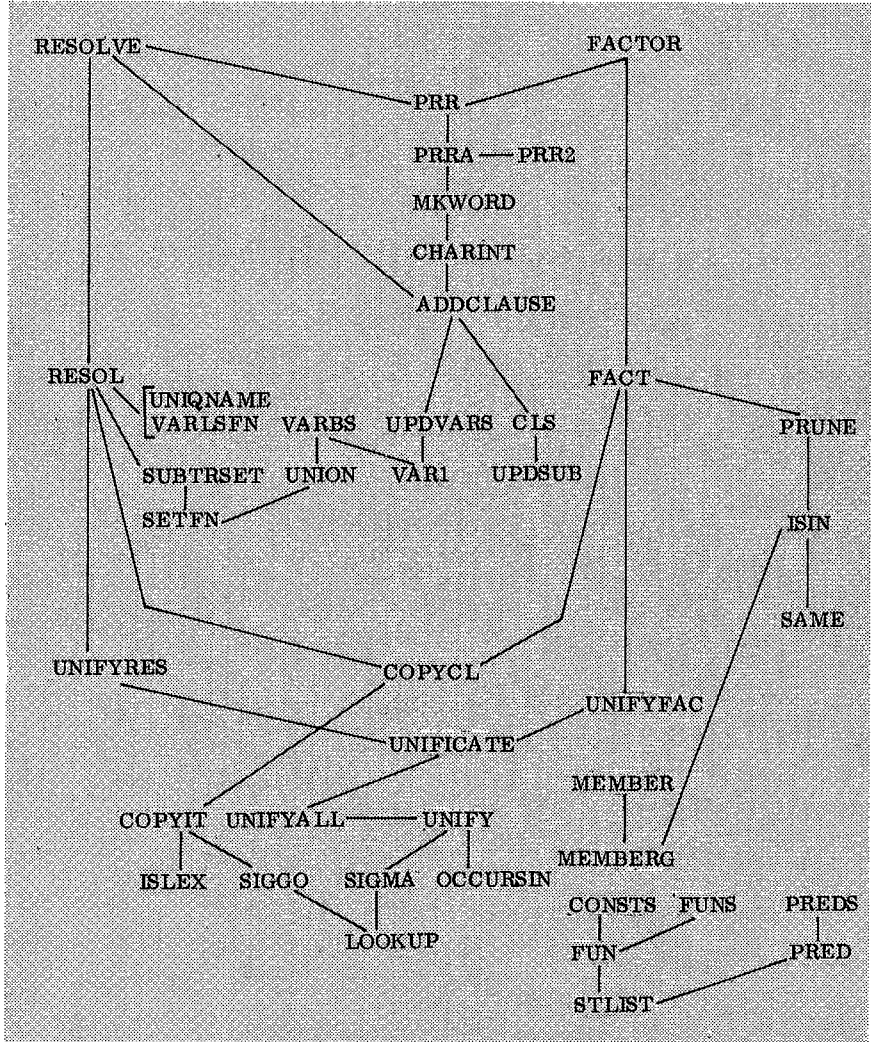 RESOLVE FACTOR
PRR
PRRA PRR2
MKWORD
CHARINT
ADDCLAUSE
RESOL FACT
UNIQNAME
VARLSFN VARBS UPDVARS CLS PRUNE
SUBTRSET UNION VAR1 UPDSUB
SETFN ISIN
SAME
UNIFYRES COPYCL
UNIFYFAC
UNIFICATE
MEMBER
COPYIT UNIFYALL UNIFY
MEMBERG
ISLEX SIGGO SIGMA OCCURSIN
CONSTS FUNS PREDS
LOOKUP FUN PRED
STLIST